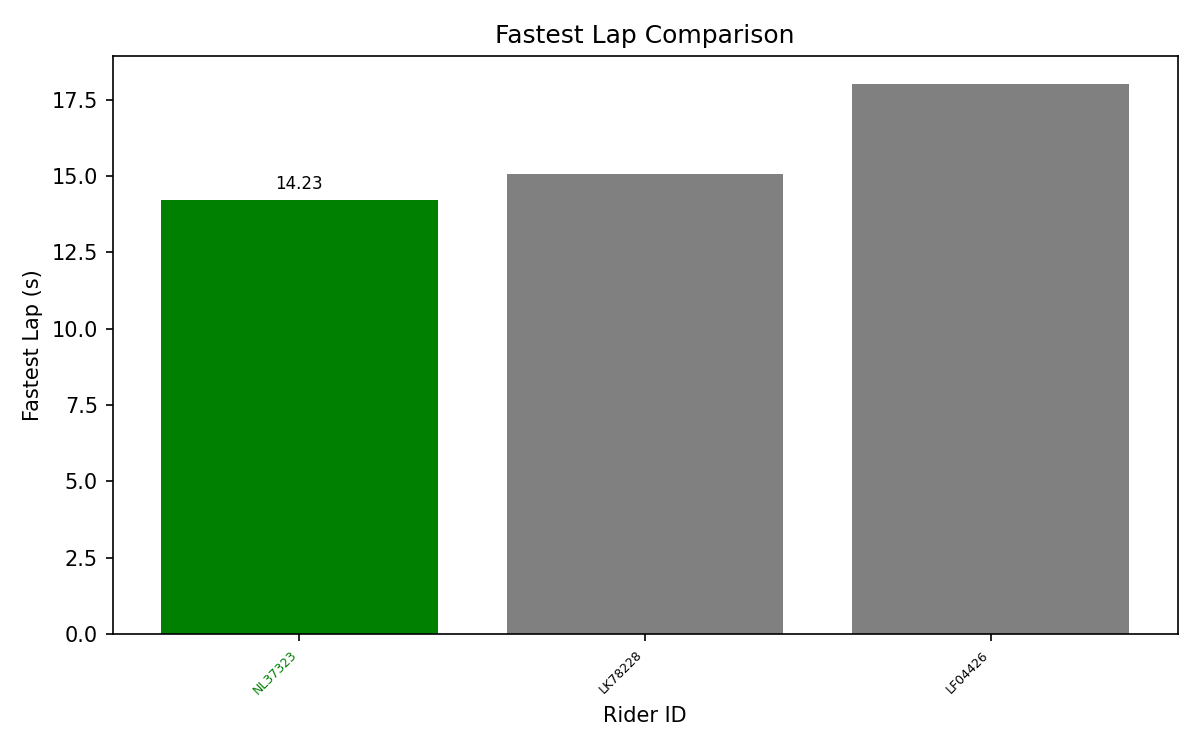 Fastest Lap Comparison
Fastest Lap (s)
17.5
15.0
12.5
10.0
7.5
5.0
2.5
0.0
14.23
NL37323
LK78228
LF04426
Rider ID